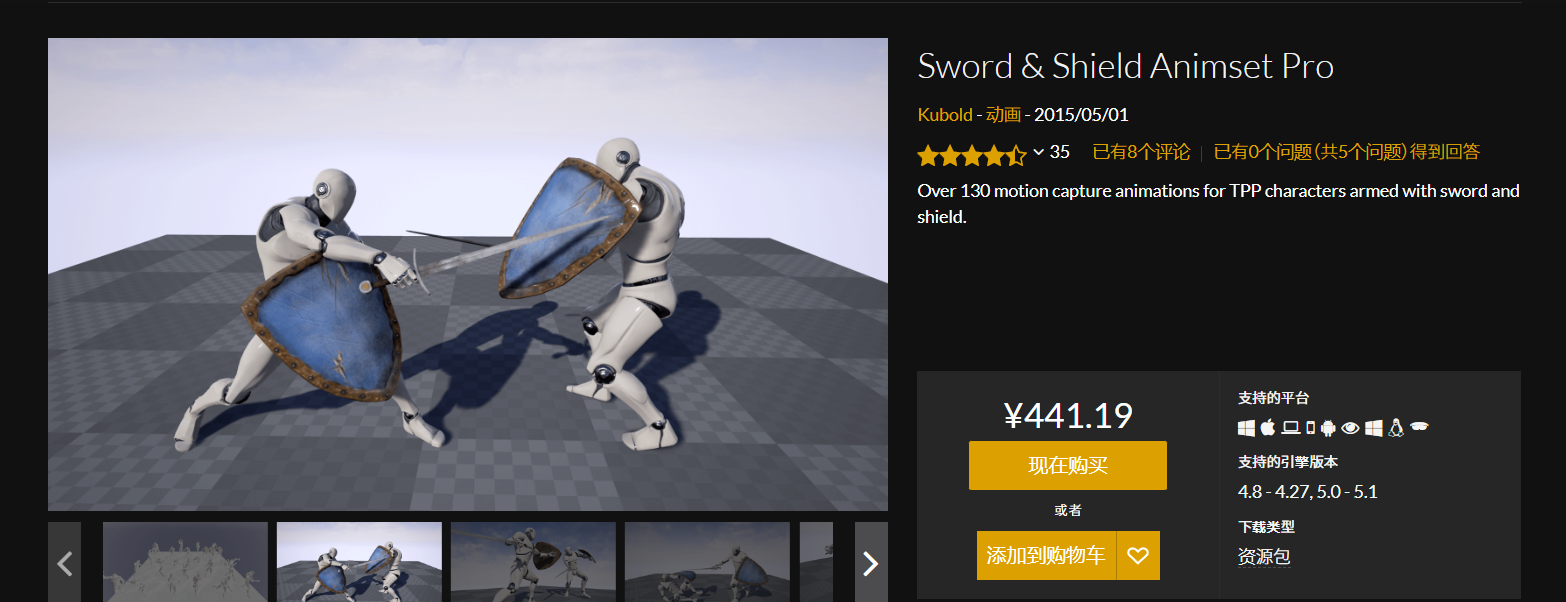 Sword & Shield Animset Pro
Kubold - 动画 - 2015/05/01
35 已有8个评论 已有0个问题(共5个问题)得到回答
Over 130 motion capture animations for TPP characters armed with sword and
shield.
¥441.19
现在购买
或者
添加到购物车
支持的平台
支持的引擎版本
4.8 - 4.27, 5.0 - 5.1
下载类型
资源包